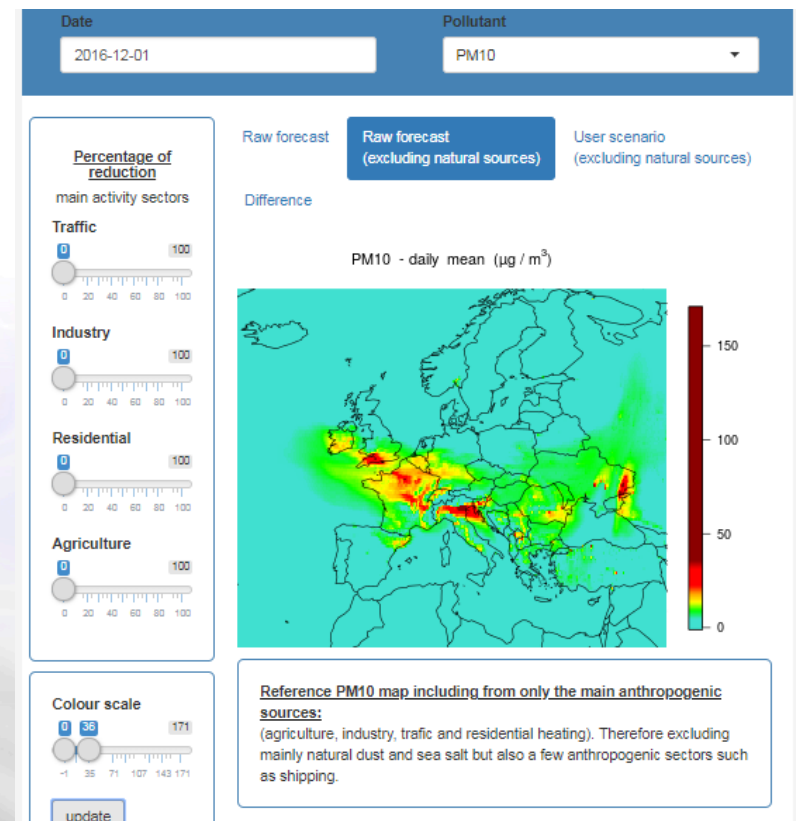 Date
Pollutant
2016-12-01
PM10
Percentage of
reduction
main activity sectors
Traffic
0 100
0 20 40 60 80 100
Industry
0 100
0 20 40 60 80 100
Residential
0 100
0 20 40 60 80 100
Agriculture
0 100
0 20 40 60 80 100
Colour scale
0 36 171
-1 35 71 107 143 171
update
Raw forecast
Raw forecast
(excluding natural sources)
User scenario
(excluding natural sources)
Difference
PM10 - daily mean (µg / m³)
150
100
50
0
Reference PM10 map including from only the main anthropogenic
sources:
(agriculture, industry, trafic and residential heating). Therefore excluding
mainly natural dust and sea salt but also a few anthropogenic sectors such
as shipping.